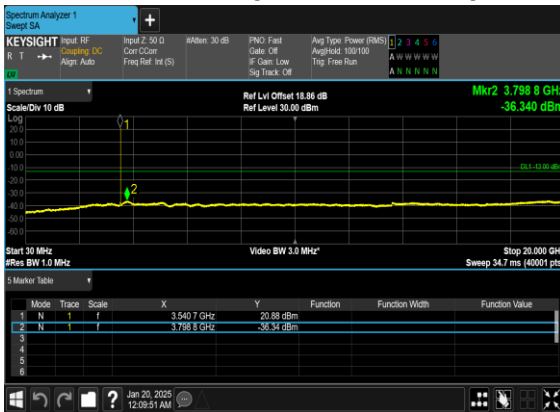 Spectrum Analyzer 1
Swept SA
KEYSIGHT Input: RF Input Z: 50 Ω #Atten: 30 dB PNO: Fast Avg Type: Power (RMS) 1 2 3 4 5 6
R T Coupling: DC Corr CCorr Gate: Off Avg|Hold: 100/100 A W W W W W
Align: Auto Freq Ref: Int (S) IF Gain: Low Trig: Free Run
Sig Track: Off A N N N N N
1 Spectrum Ref Lvl Offset 18.86 dB Mkr2 3.798 8 GHz
Scale/Div 10 dB Ref Level 30.00 dBm -36.340 dBm
Log
20.0
10.0
0.00
-10.0
DL1 -13.00 dBm
-20.0
-30.0
-40.0
-50.0
-60.0
1
2
Start 30 MHz Video BW 3.0 MHz* Stop 20.000 GH
#Res BW 1.0 MHz Sweep 34.7 ms (40001 pts
5 Marker Table
Mode Trace Scale X Y Function Function Width Function Value
1 N 1 f 3.540 7 GHz 20.88 dBm
2 N 1 f 3.798 8 GHz -36.34 dBm
3
4
5
6
? Jan 20, 2025
12:09:51 AM